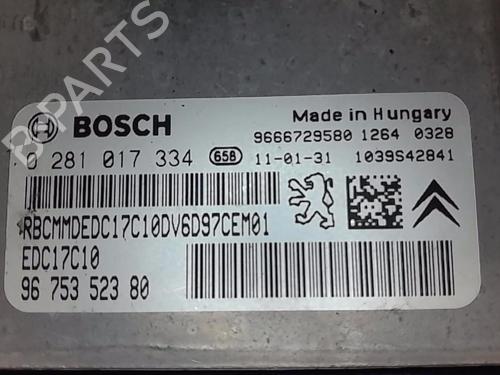 BOSCH
Made in Hungary
9666729580 1264 0328
0 281 017 334 658 11-01-31 1039S42841
RBCMMDEDC17C10DV6D97CEM01
EDC17C10
96 753 523 80
B-PARTS